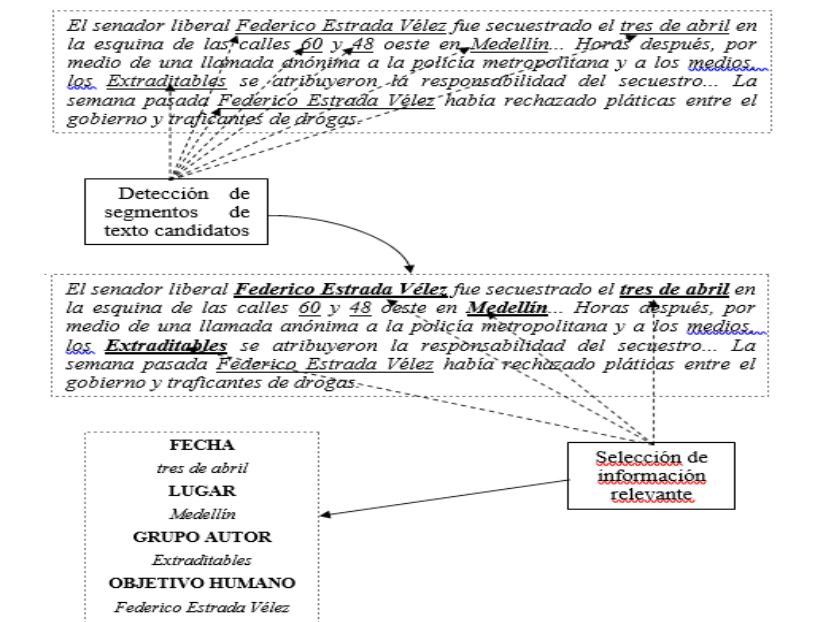 El senador liberal Federico Estrada Vélez fue secuestrado el tres de abril en
la esquina de las calles 60 y 48 oeste en Medellín... Horas después, por
medio de una llamada anónima a la policía metropolitana y a los medios,
los Extraditables se atribuyeron la responsabilidad del secuestro... La
semana pasada Federico Estrada Vélez había rechazado pláticas entre el
gobierno y traficantes de drogas.
Detección de
segmentos de
texto candidatos
El senador liberal Federico Estrada Vélez fue secuestrado el tres de abril en
la esquina de las calles 60 y 48 oeste en Medellín... Horas después, por
medio de una llamada anónima a la policía metropolitana y a los medios,
los Extraditables se atribuyeron la responsabilidad del secuestro... La
semana pasada Federico Estrada Vélez había rechazado pláticas entre el
gobierno y traficantes de drogas.
Selección de
información
relevante
FECHA
tres de abril
LUGAR
Medellín
GRUPO AUTOR
Extraditables
OBJETIVO HUMANO
Federico Estrada Vélez